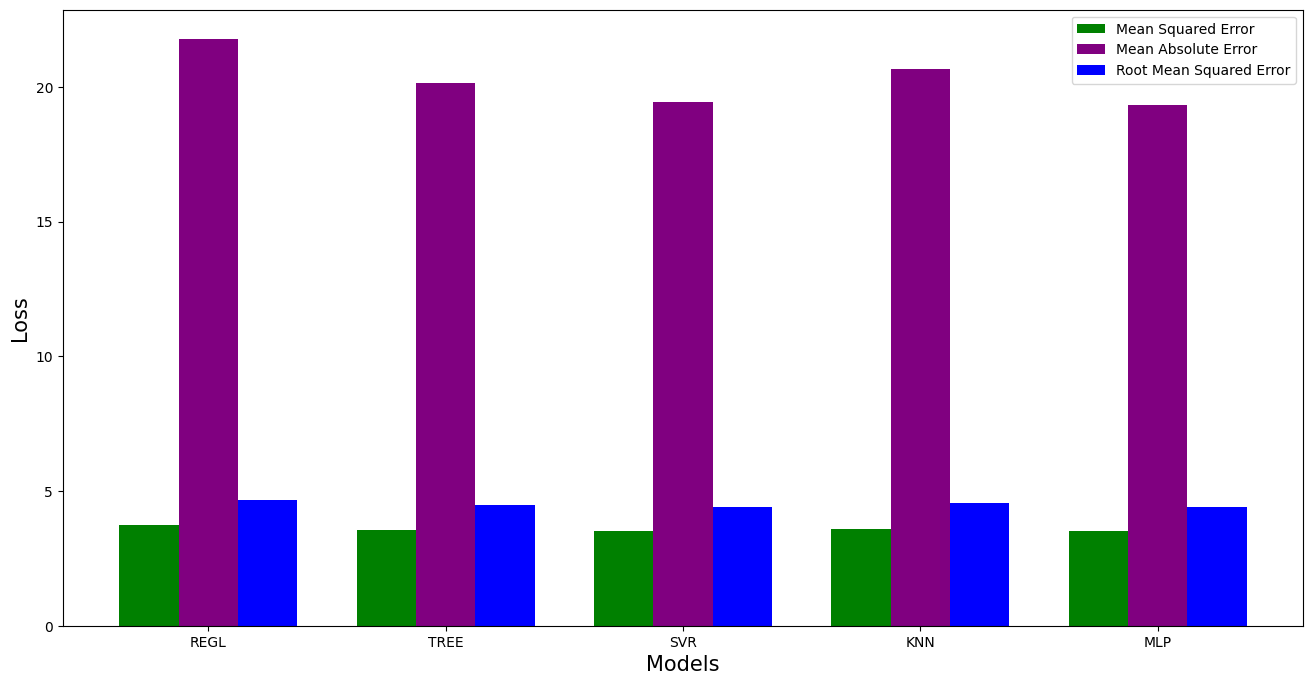 Mean Squared Error
Mean Absolute Error
Root Mean Squared Error
Loss
20
15
10
5
0
REGL TREE SVR KNN MLP
Models